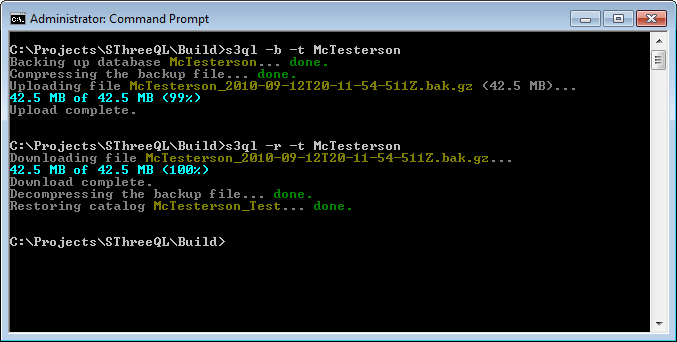 Administrator: Command Prompt
C:\Projects\SThreeQL\Build>s3ql -b -t McTesterson
Backing up database McTesterson... done.
Compressing the backup file... done.
Uploading file McTesterson_2010-09-12T20-11-54-511Z.bak.gz (42.5 MB)...
42.5 MB of 42.5 MB (99%)
Upload complete.
C:\Projects\SThreeQL\Build>s3ql -r -t McTesterson
Downloading file McTesterson_2010-09-12T20-11-54-511Z.bak.gz...
42.5 MB of 42.5 MB (100%)
Download complete.
Decompressing the backup file... done.
Restoring catalog McTesterson_Test... done.
C:\Projects\SThreeQL\Build>